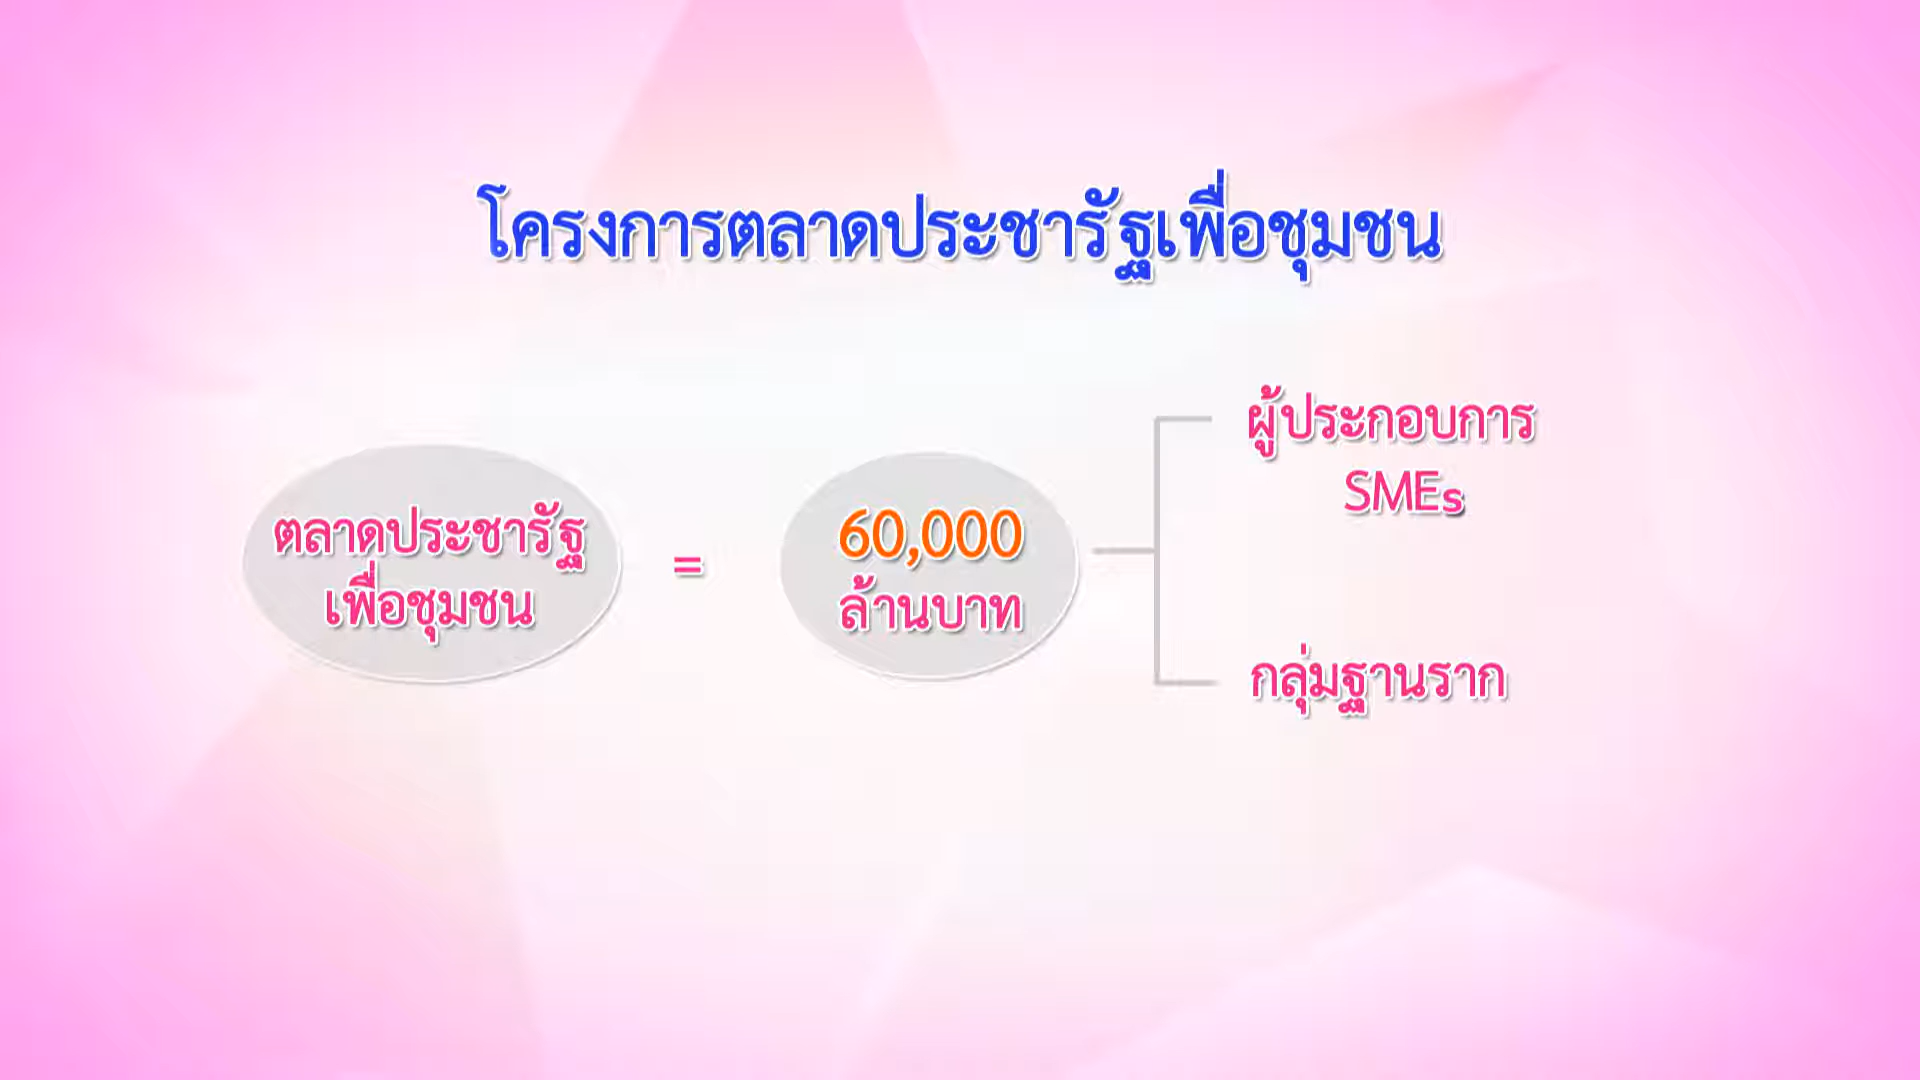 โครงการตลาดประชารัฐเพื่อชุมชน
ตลาดประชารัฐ
เพื่อชุมชน
=
60,000
ล้านบาท
ผู้ประกอบการ
SMEs
กลุ่มฐานราก